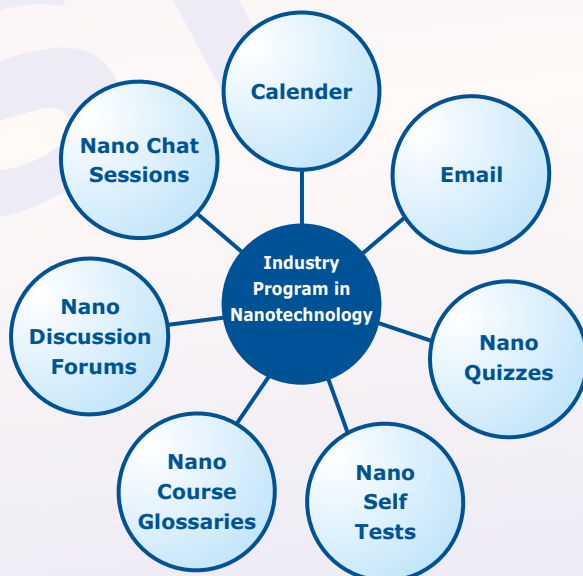 Calender
Nano Chat
Sessions
Email
Industry
Program in
Nanotechnology
Nano
Discussion
Forums
Nano
Quizzes
Nano
Course
Glossaries
Nano
Self
Tests